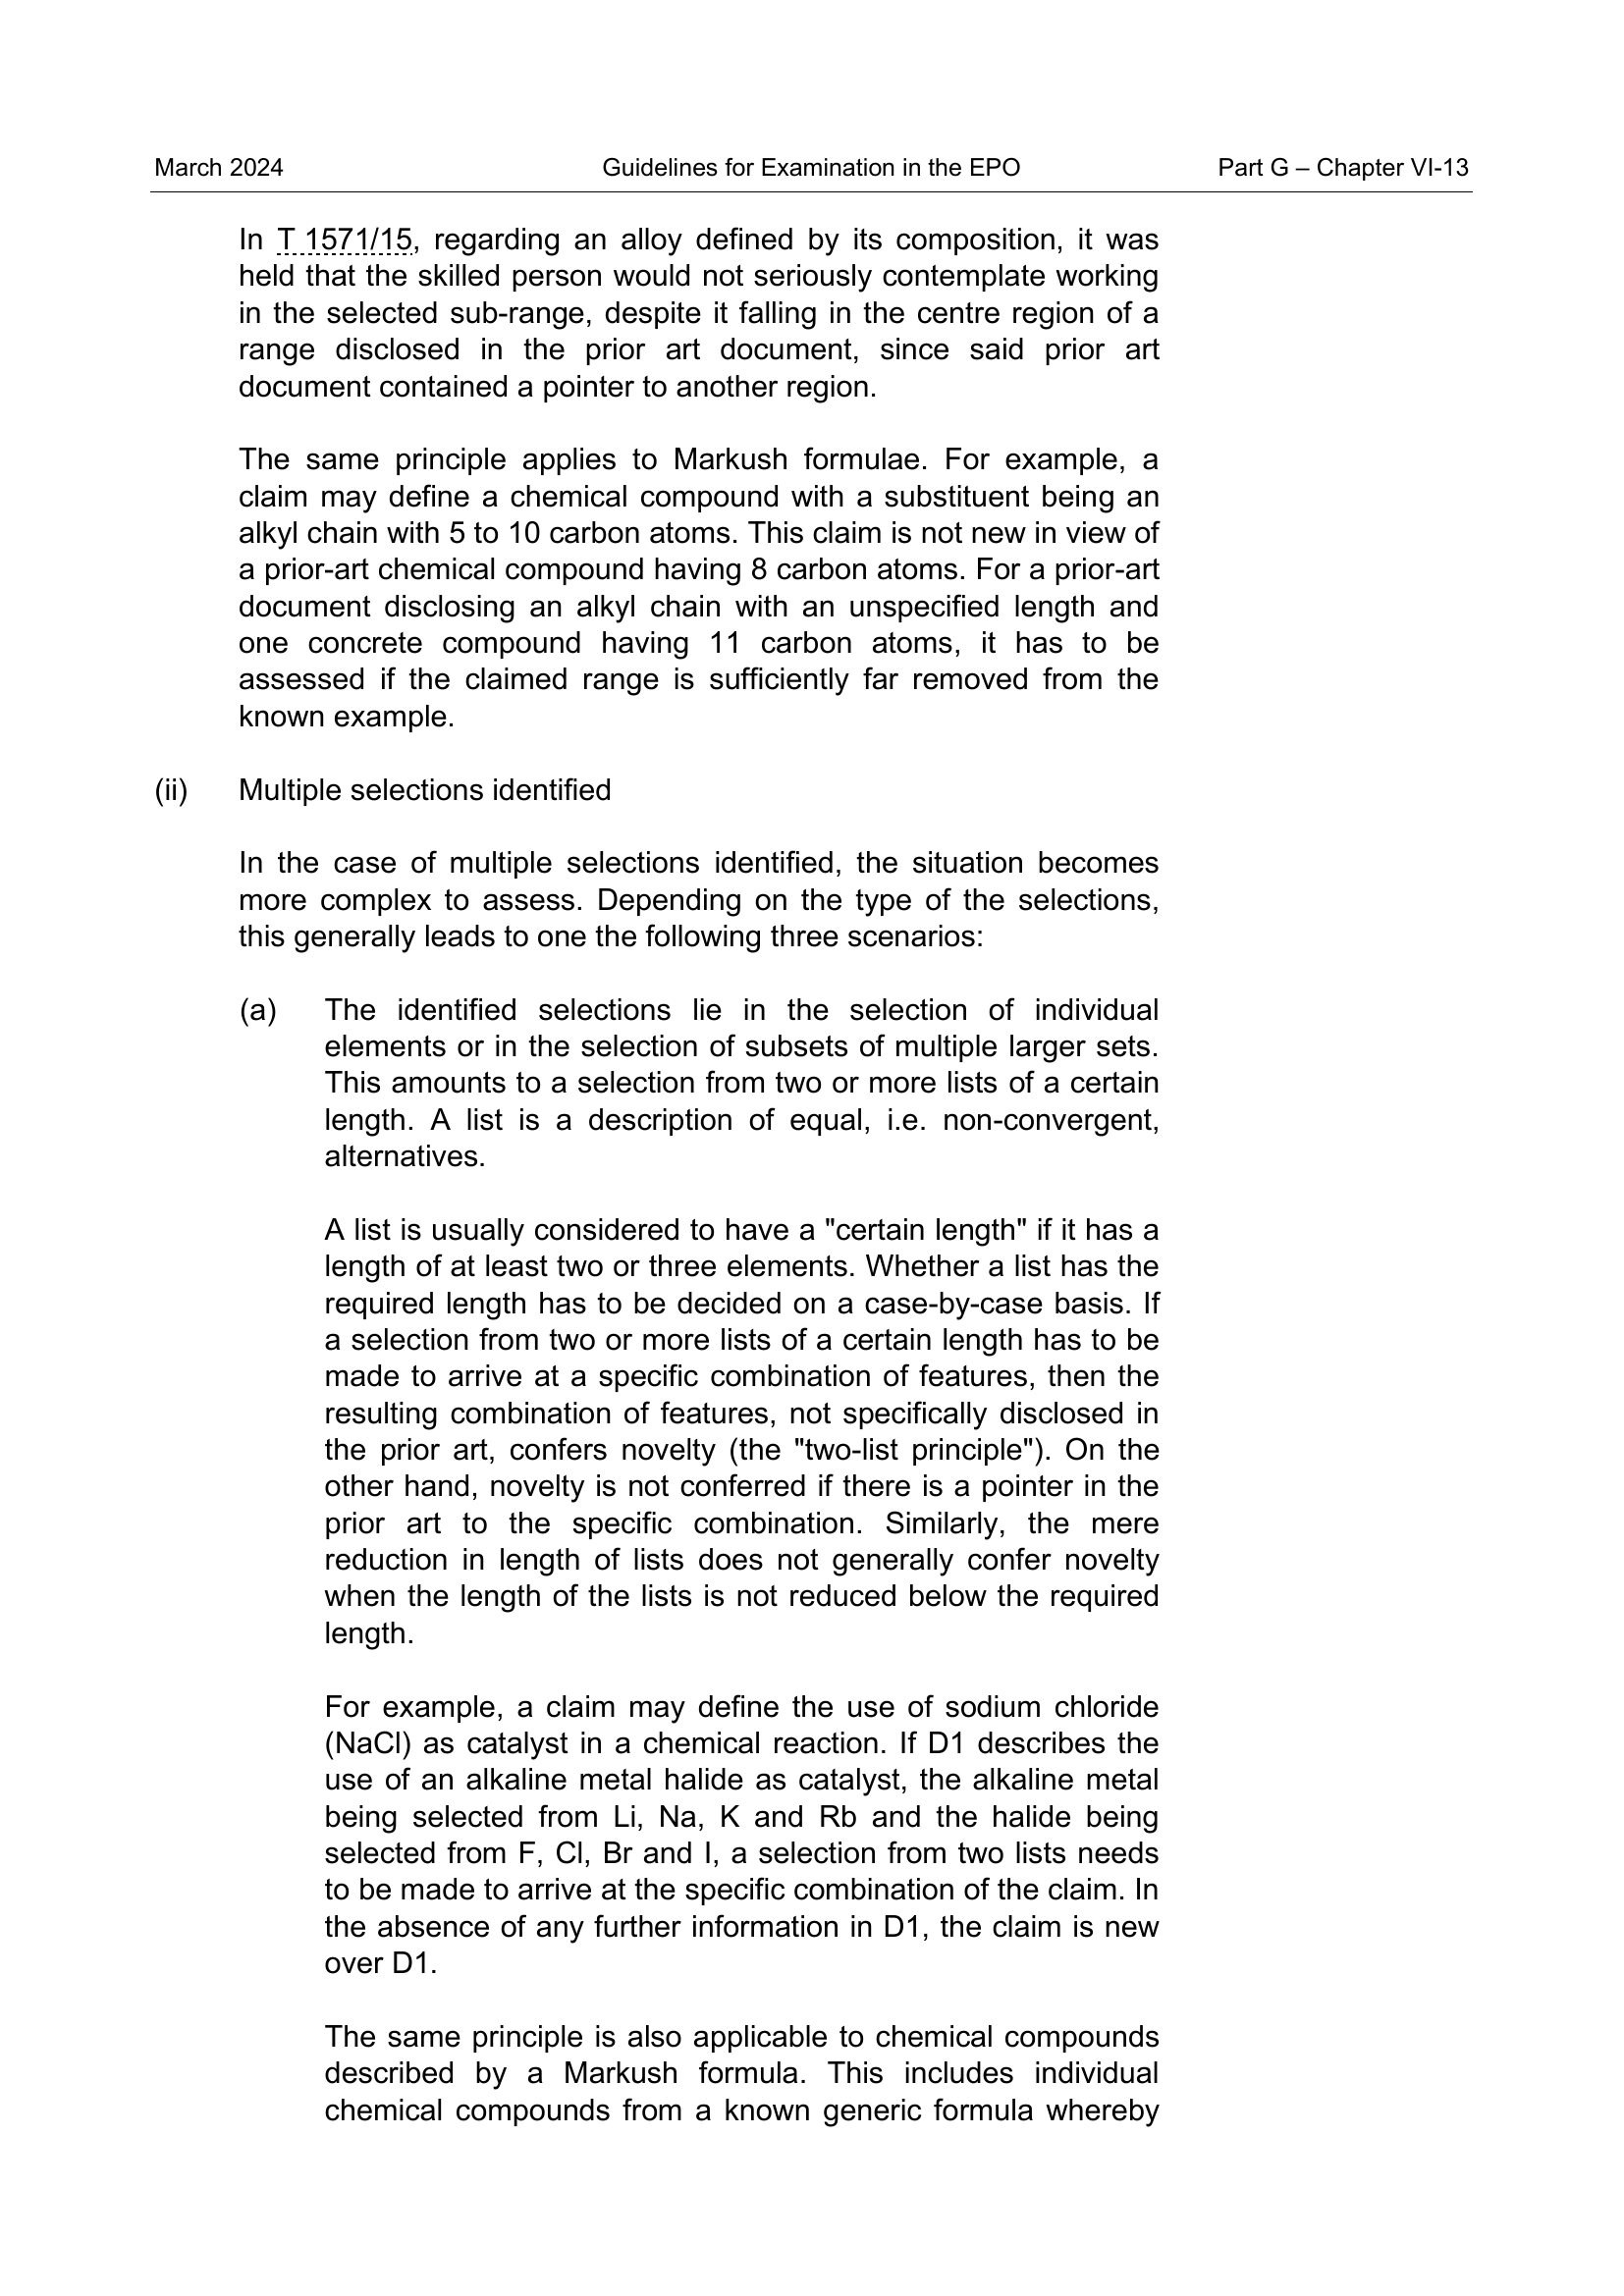 March 2024 Guidelines for Examination in the EPO Part G – Chapter VI-13
In T 1571/15, regarding an alloy defined by its composition, it was
held that the skilled person would not seriously contemplate working
in the selected sub-range, despite it falling in the centre region of a
range disclosed in the prior art document, since said prior art
document contained a pointer to another region.
The same principle applies to Markush formulae. For example, a
claim may define a chemical compound with a substituent being an
alkyl chain with 5 to 10 carbon atoms. This claim is not new in view of
a prior-art chemical compound having 8 carbon atoms. For a prior-art
document disclosing an alkyl chain with an unspecified length and
one concrete compound having 11 carbon atoms, it has to be
assessed if the claimed range is sufficiently far removed from the
known example.
(ii) Multiple selections identified
In the case of multiple selections identified, the situation becomes
more complex to assess. Depending on the type of the selections,
this generally leads to one the following three scenarios:
(a) The identified selections lie in the selection of individual
elements or in the selection of subsets of multiple larger sets.
This amounts to a selection from two or more lists of a certain
length. A list is a description of equal, i.e. non-convergent,
alternatives.
A list is usually considered to have a "certain length" if it has a
length of at least two or three elements. Whether a list has the
required length has to be decided on a case-by-case basis. If
a selection from two or more lists of a certain length has to be
made to arrive at a specific combination of features, then the
resulting combination of features, not specifically disclosed in
the prior art, confers novelty (the "two-list principle"). On the
other hand, novelty is not conferred if there is a pointer in the
prior art to the specific combination. Similarly, the mere
reduction in length of lists does not generally confer novelty
when the length of the lists is not reduced below the required
length.
For example, a claim may define the use of sodium chloride
(NaCl) as catalyst in a chemical reaction. If D1 describes the
use of an alkaline metal halide as catalyst, the alkaline metal
being selected from Li, Na, K and Rb and the halide being
selected from F, Cl, Br and I, a selection from two lists needs
to be made to arrive at the specific combination of the claim. In
the absence of any further information in D1, the claim is new
over D1.
The same principle is also applicable to chemical compounds
described by a Markush formula. This includes individual
chemical compounds from a known generic formula whereby